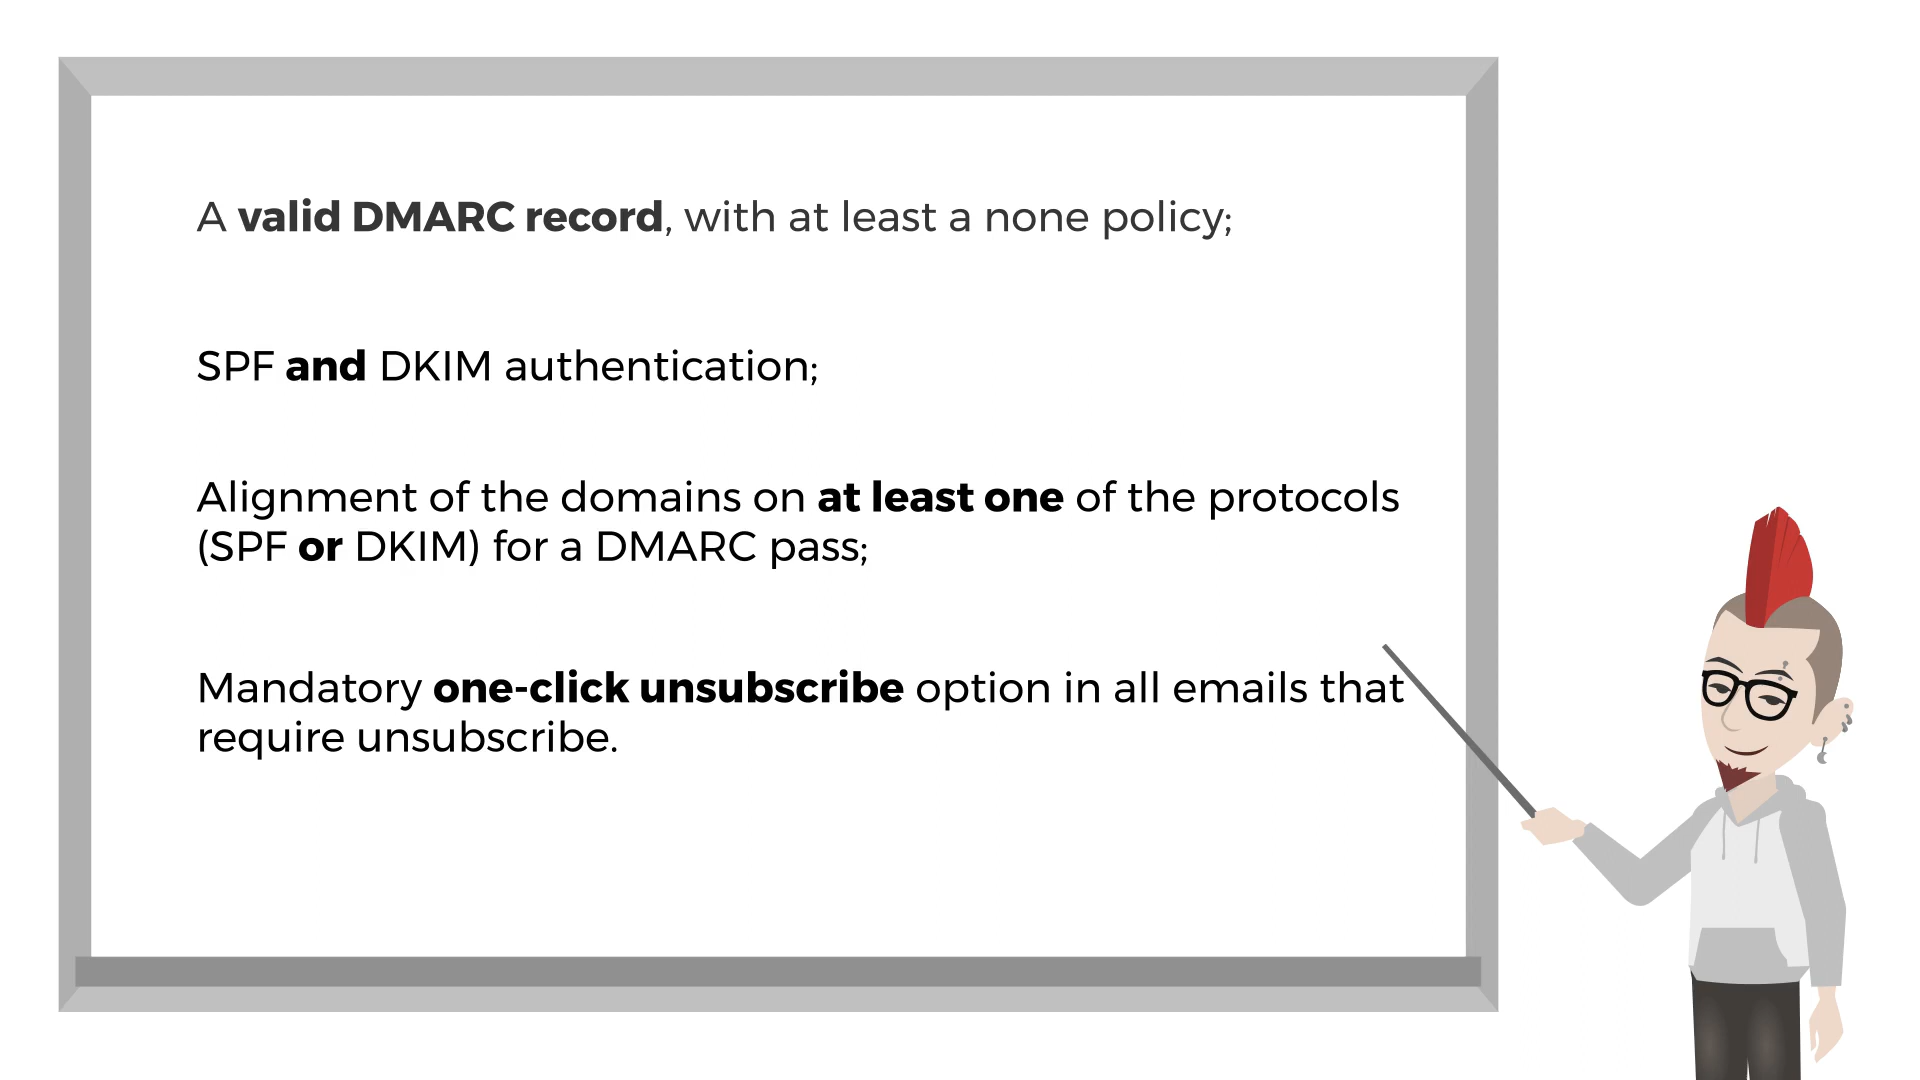 A valid DMARC record, with at least a none policy;
SPF and DKIM authentication;
Alignment of the domains on at least one of the protocols
(SPF or DKIM) for a DMARC pass;
Mandatory one-click unsubscribe option in all emails that
require unsubscribe.